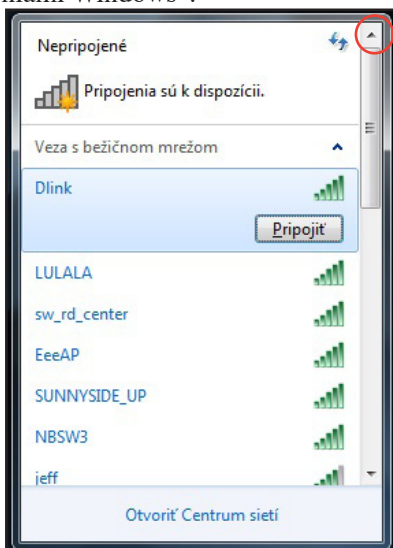 Nepripojené
Pripojenia sú k dispozícii.
Veza s bežičnom mrežom
Dlink
Pripojiť
LULALA
sw_rd_center
EeeAP
SUNNYSIDE_UP
NBSW3
jeff
Otvoriť Centrum sietí